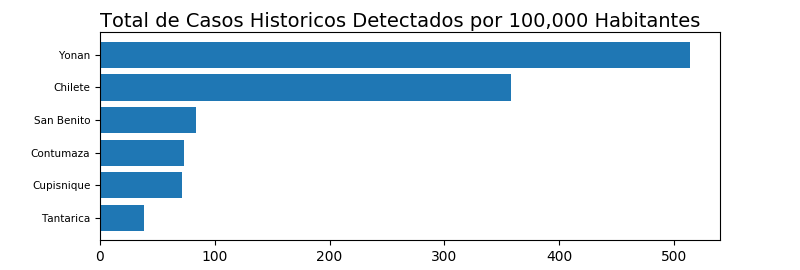 Total de Casos Historicos Detectados por 100,000 Habitantes
Yonan
Chilete
San Benito
Contumaza
Cupisnique
Tantarica
0 100 200 300 400 500